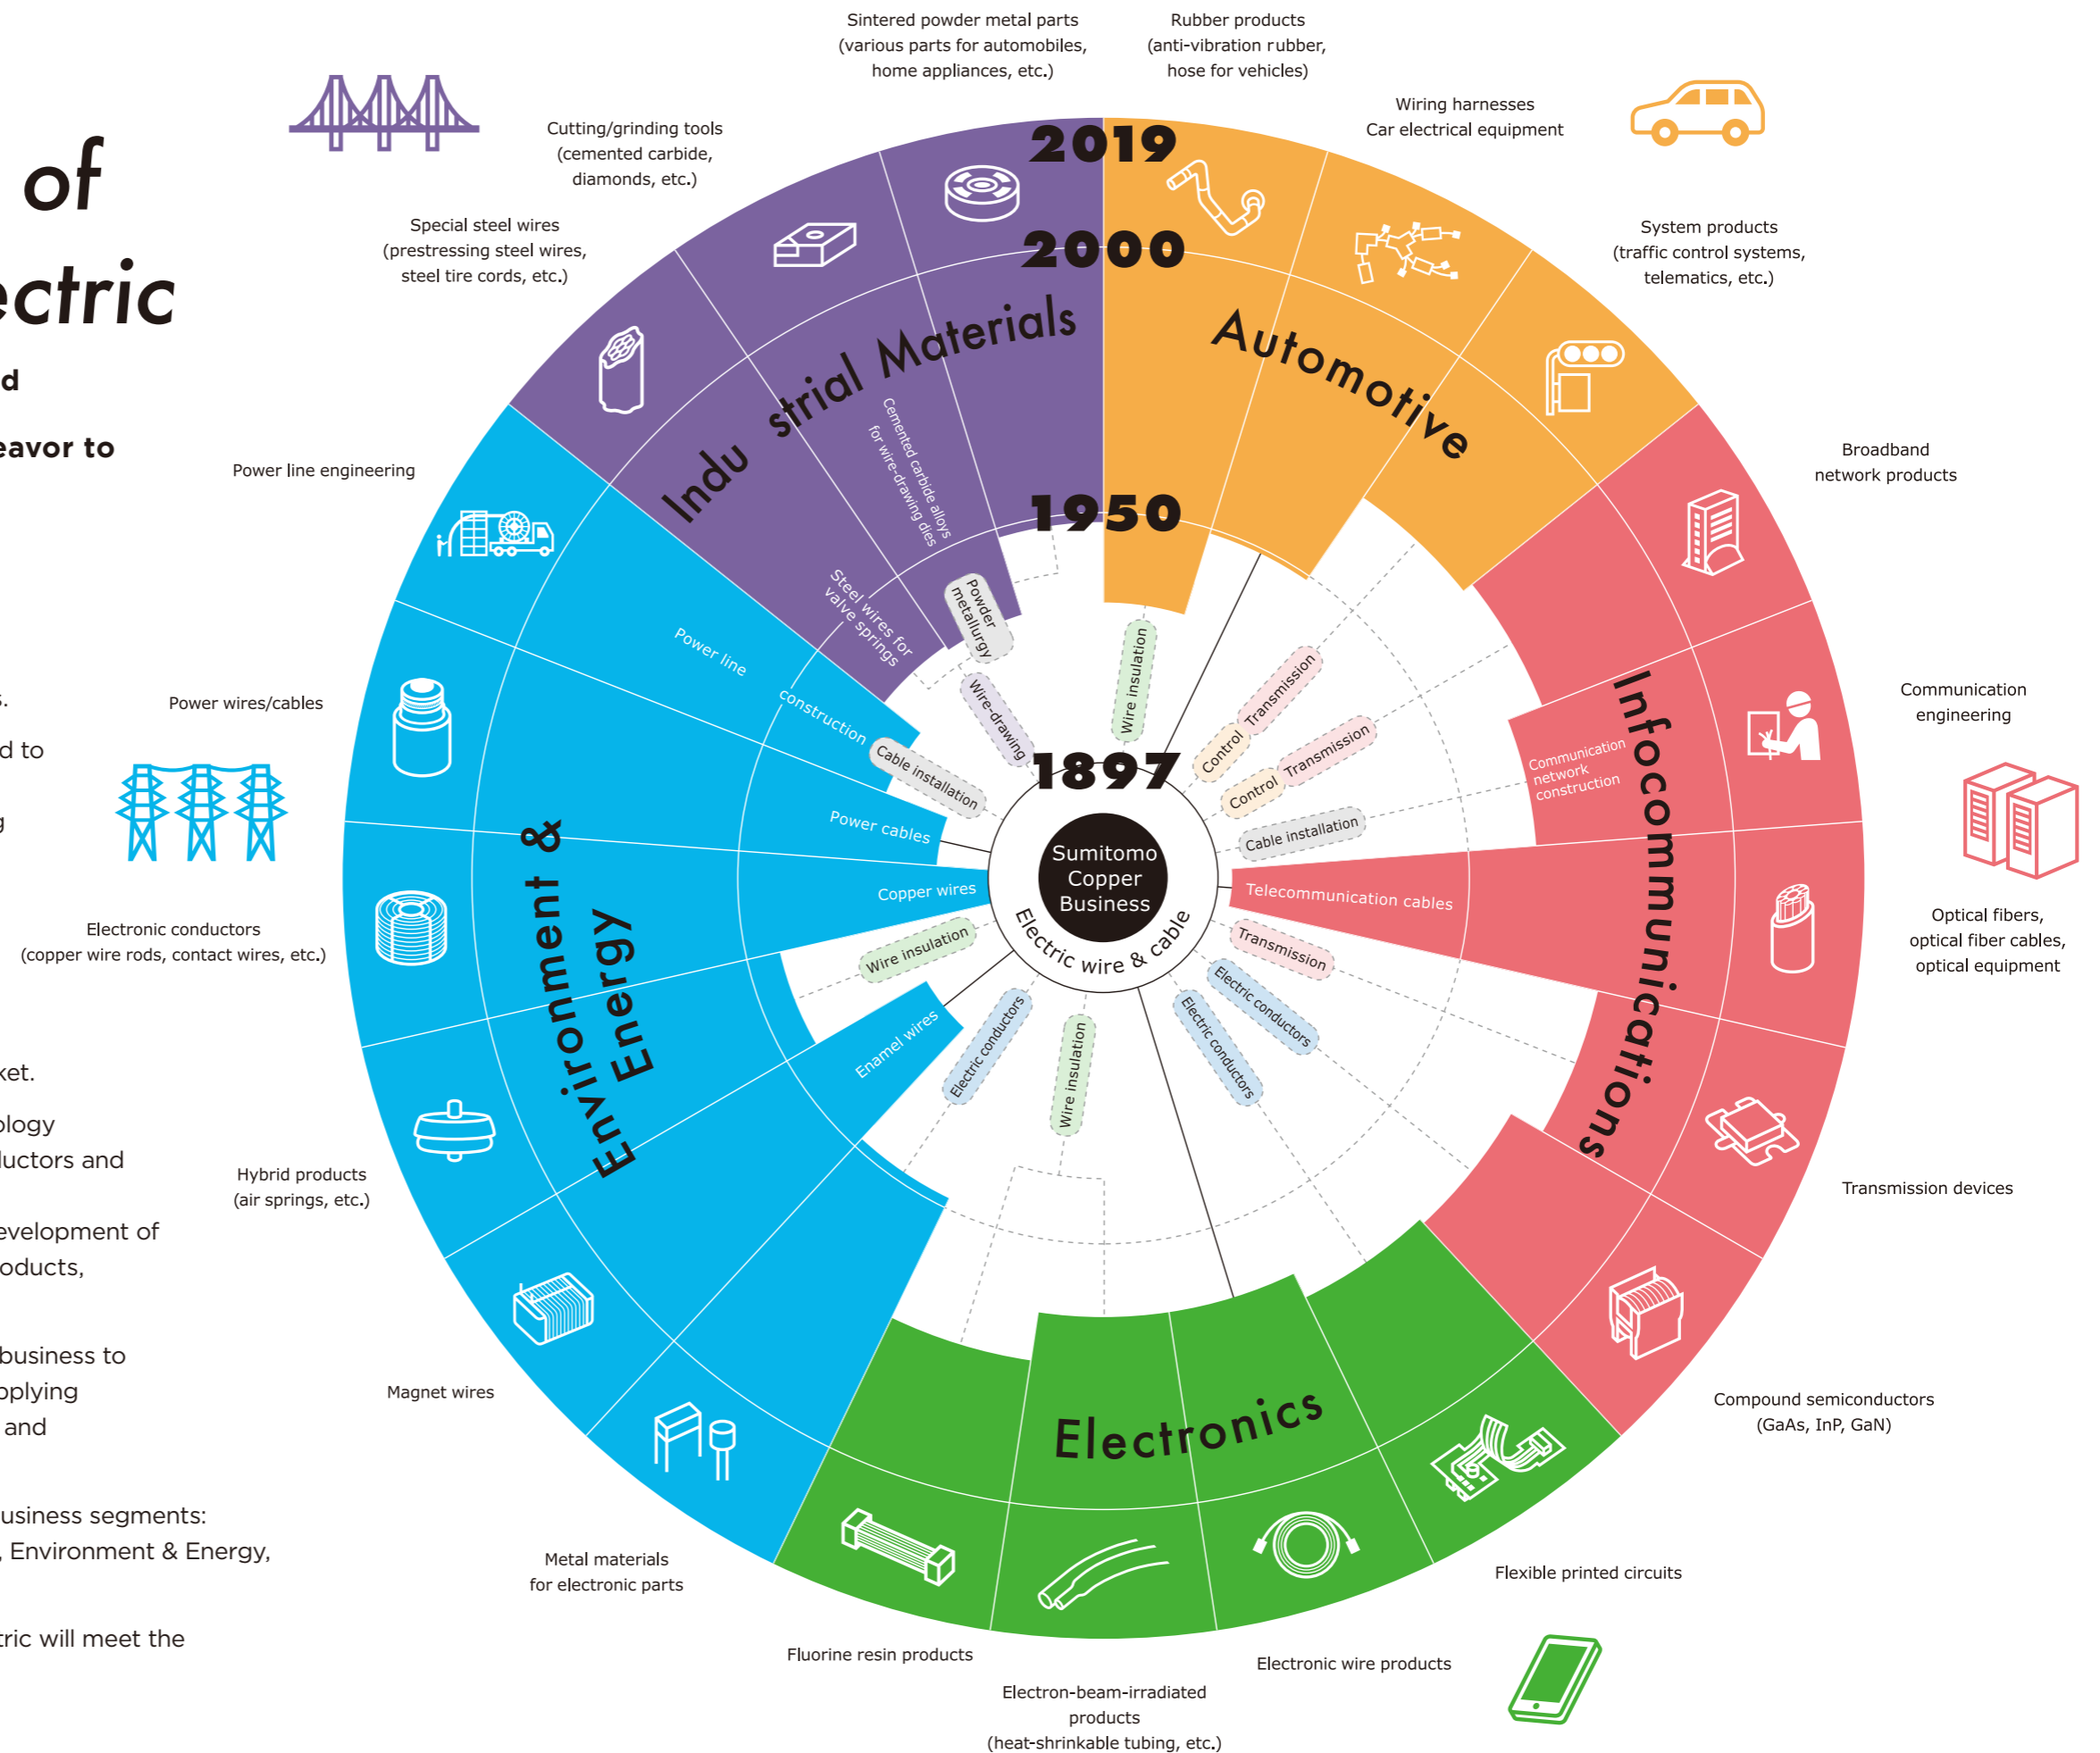 of
ectric
d
eavor to
s.
d to
g
ket.
ology
ductors and
evelopment of
oducts,
business to
pplying
and
usiness segments:
, Environment & Energy,
tric will meet the
Sintered powder metal parts
(various parts for automobiles,
home appliances, etc.)
Rubber products
(anti-vibration rubber,
hose for vehicles)
Wiring harnesses
Car electrical equipment
Cutting/grinding tools
(cemented carbide,
diamonds, etc.)
Special steel wires
(prestressing steel wires,
steel tire cords, etc.)
System products
(traffic control systems,
telematics, etc.)
Broadband
network products
Communication
engineering
Optical fibers,
optical fiber cables,
optical equipment
Transmission devices
Compound semiconductors
(GaAs, InP, GaN)
Flexible printed circuits
Electronic wire products
Electron-beam-irradiated
products
(heat-shrinkable tubing, etc.)
Fluorine resin products
Metal materials
for electronic parts
Magnet wires
Hybrid products
(air springs, etc.)
Electronic conductors
(copper wire rods, contact wires, etc.)
Power wires/cables
Power line engineering
2019
2000
1950
1897
Industrial Materials
Automotive
Infocommunications
Electronics
Environment &
Energy
Cemented carbide alloys
for wire-drawing dies
Steel wires for
valve springs
Powder
metallurgy
Wire-drawing
Wire insulation
Control
Transmission
Control
Transmission
Cable installation
Communication
network
construction
Telecommunication cables
Transmission
Electric conductors
Electric conductors
Wire insulation
Electric conductors
Enamel wires
Wire insulation
Copper wires
Power cables
Cable installation
Power line
construction
Sumitomo
Copper
Business
Electric wire & cable